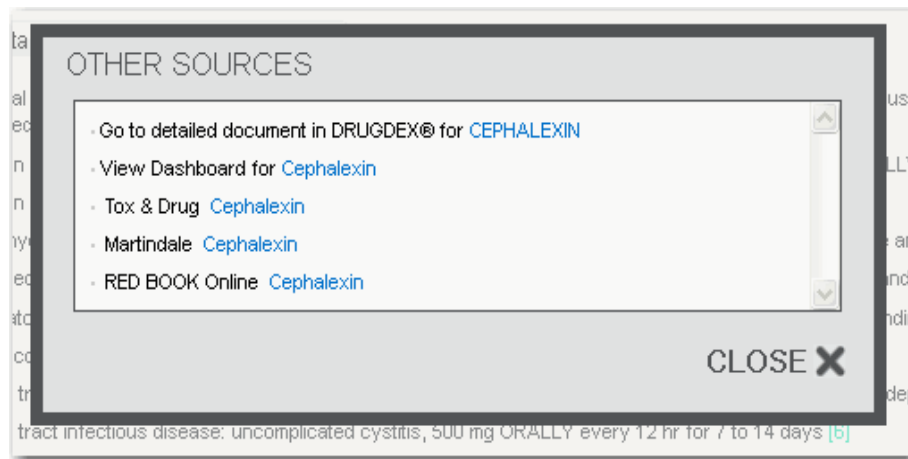 OTHER SOURCES
Go to detailed document in DRUGDEX® for CEPHALEXIN
View Dashboard for Cephalexin
Tox & Drug Cephalexin
Martindale Cephalexin
RED BOOK Online Cephalexin
CLOSE
tract infectious disease: uncomplicated cystitis, 500 mg ORALLY every 12 hr for 7 to 14 days [6]